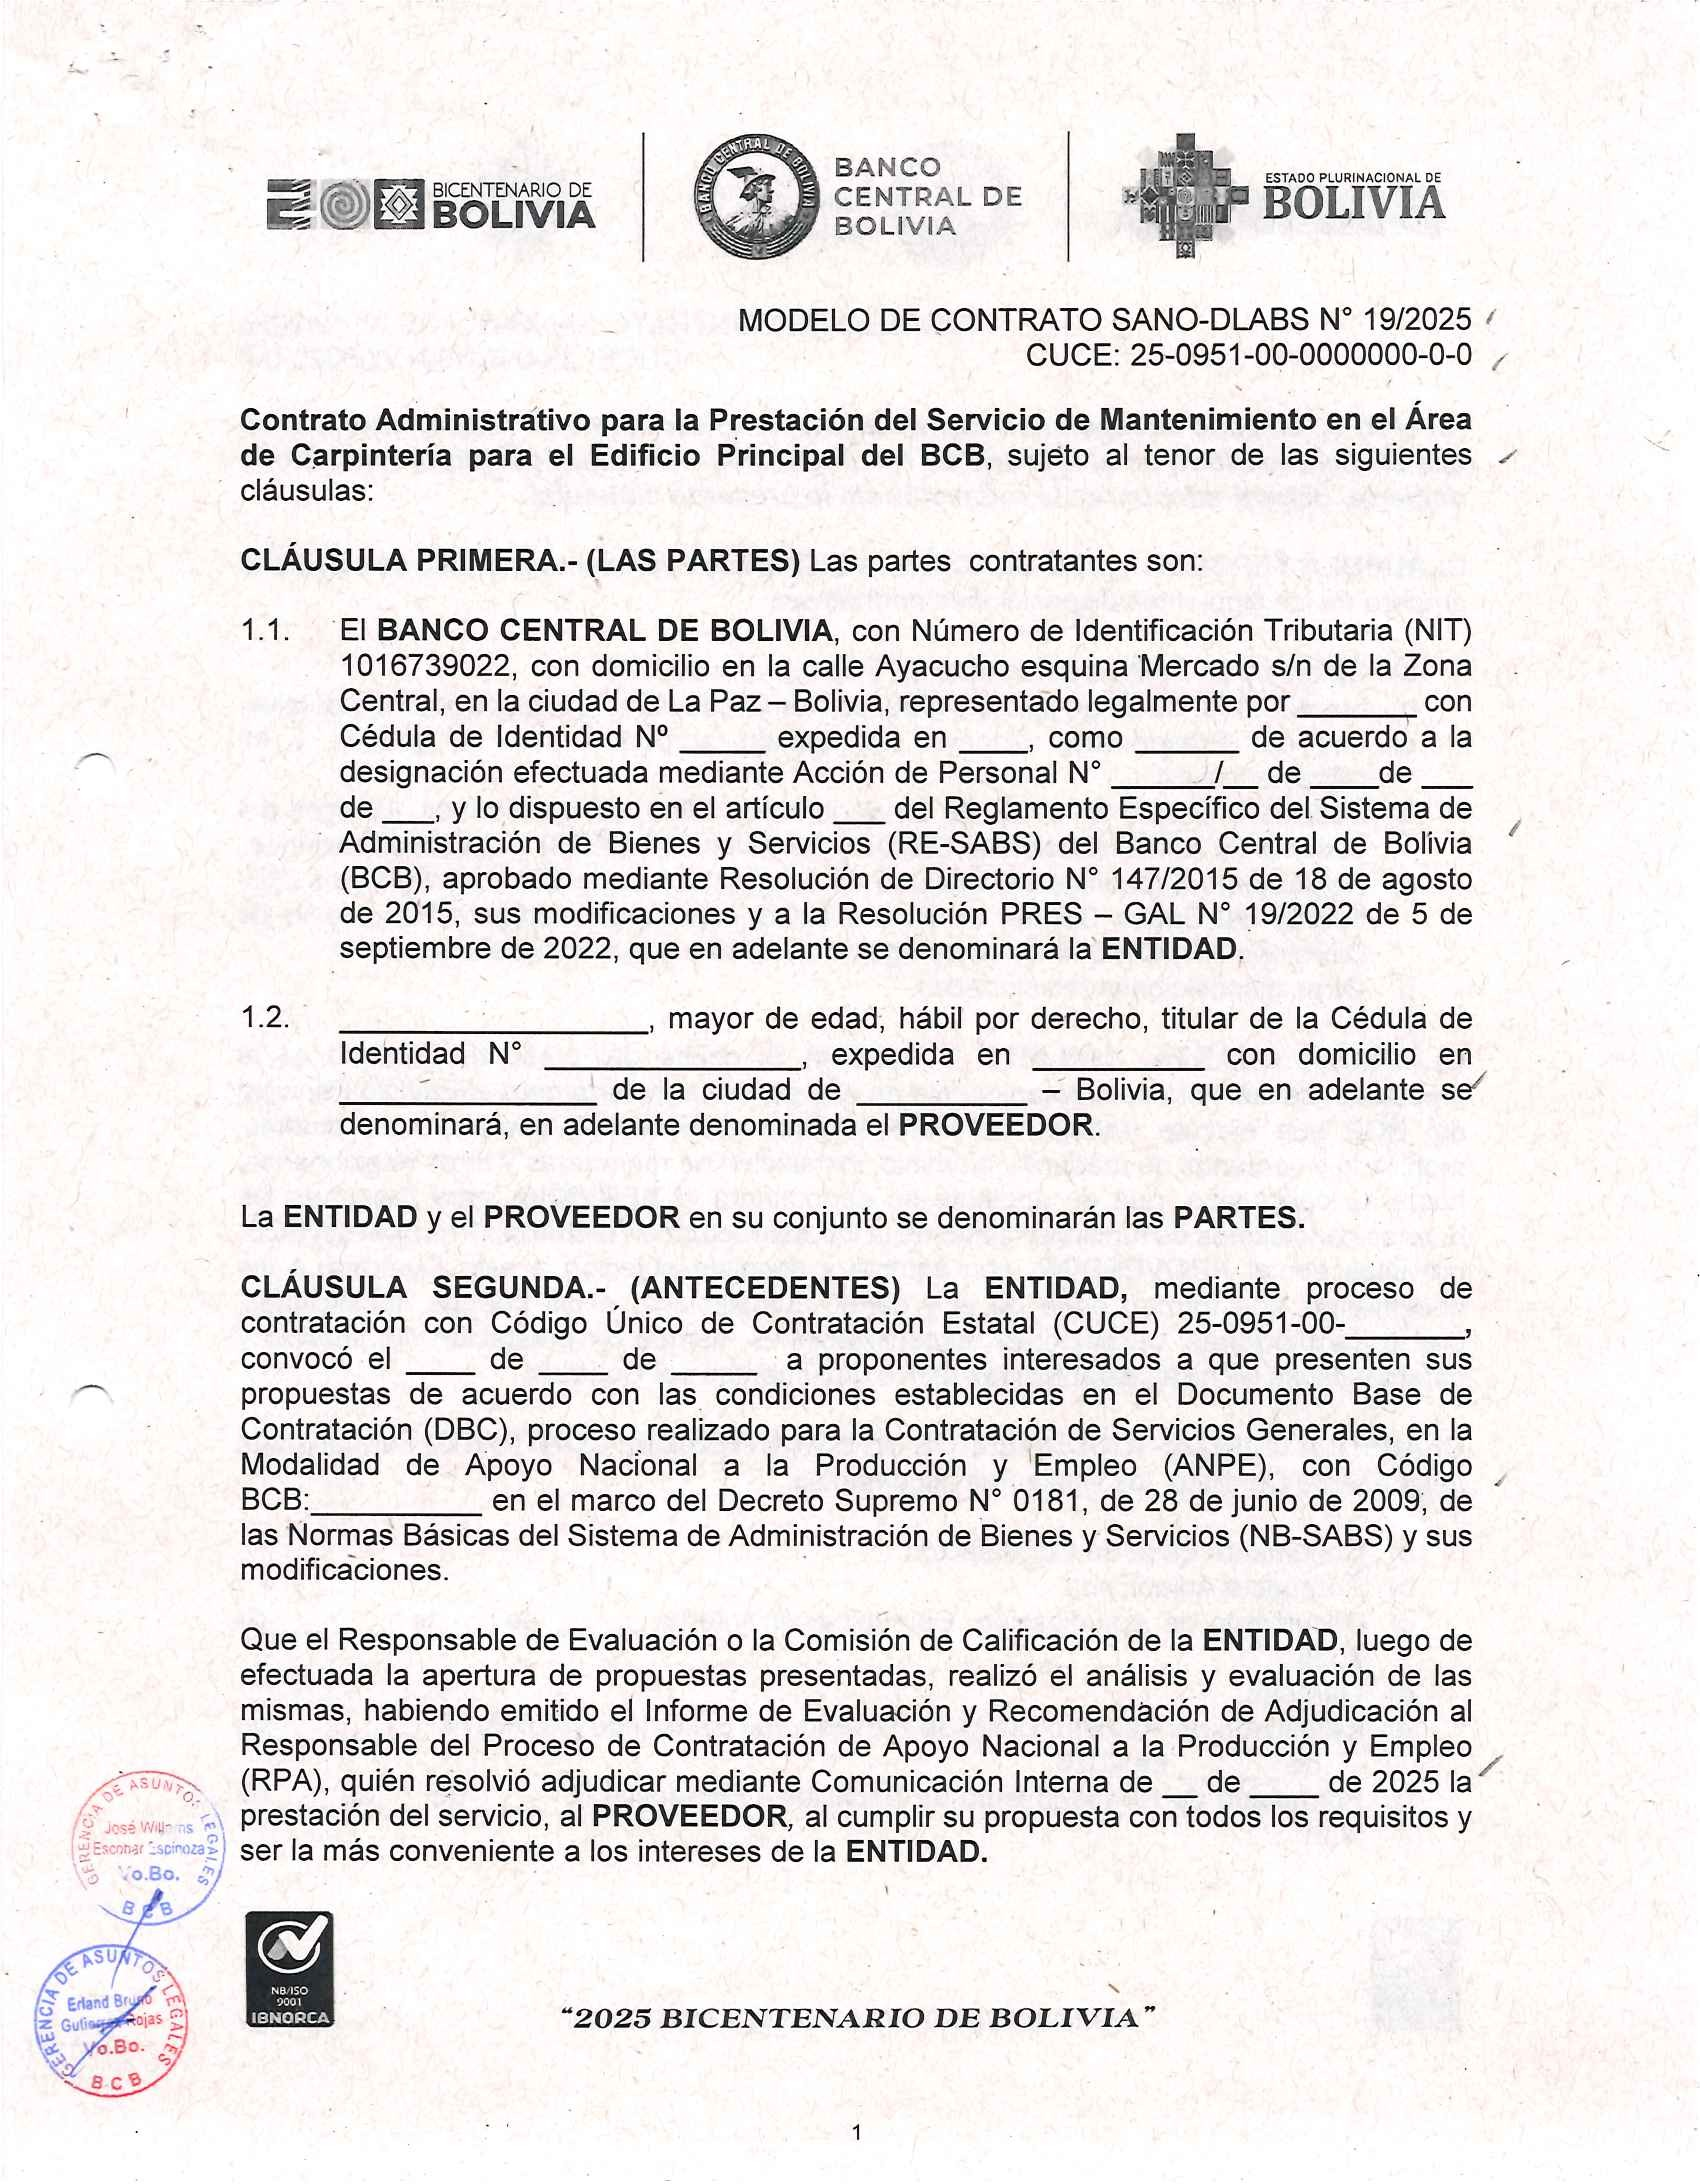 BICENTENARIO DE
BOLIVIA
BANCO CENTRAL DE BOLIVIA
BANCO
CENTRAL DE
BOLIVIA
ESTADO PLURINACIONAL DE
BOLIVIA
MODELO DE CONTRATO SANO-DLABS N° 19/2025
CUCE: 25-0951-00-0000000-0-0
Contrato Administrativo para la Prestación del Servicio de Mantenimiento en el Área
de Carpintería para el Edificio Principal del BCB, sujeto al tenor de las siguientes
cláusulas:
CLÁUSULA PRIMERA.- (LAS PARTES) Las partes contratantes son:
1.1. El BANCO CENTRAL DE BOLIVIA, con Número de Identificación Tributaria (NIT)
1016739022, con domicilio en la calle Ayacucho esquina Mercado s/n de la Zona
Central, en la ciudad de La Paz – Bolivia, representado legalmente por _______ con
Cédula de Identidad Nº _____ expedida en ____, como ______ de acuerdo a la
designación efectuada mediante Acción de Personal N° ______/__ de ____de ___
de ___, y lo dispuesto en el artículo ___ del Reglamento Específico del Sistema de
Administración de Bienes y Servicios (RE-SABS) del Banco Central de Bolivia
(BCB), aprobado mediante Resolución de Directorio N° 147/2015 de 18 de agosto
de 2015, sus modificaciones y a la Resolución PRES – GAL N° 19/2022 de 5 de
septiembre de 2022, que en adelante se denominará la ENTIDAD.
1.2. __________________, mayor de edad, hábil por derecho, titular de la Cédula de
Identidad N° _______________, expedida en __________ con domicilio en
_______________ de la ciudad de __________ – Bolivia, que en adelante se
denominará, en adelante denominada el PROVEEDOR.
La ENTIDAD y el PROVEEDOR en su conjunto se denominarán las PARTES.
CLÁUSULA SEGUNDA.- (ANTECEDENTES) La ENTIDAD, mediante proceso de
contratación con Código Único de Contratación Estatal (CUCE) 25-0951-00-_______,
convocó el ____ de ____ de _____ a proponentes interesados a que presenten sus
propuestas de acuerdo con las condiciones establecidas en el Documento Base de
Contratación (DBC), proceso realizado para la Contratación de Servicios Generales, en la
Modalidad de Apoyo Nacional a la Producción y Empleo (ANPE), con Código
BCB:__________ en el marco del Decreto Supremo N° 0181, de 28 de junio de 2009, de
las Normas Básicas del Sistema de Administración de Bienes y Servicios (NB-SABS) y sus
modificaciones.
Que el Responsable de Evaluación o la Comisión de Calificación de la ENTIDAD, luego de
efectuada la apertura de propuestas presentadas, realizó el análisis y evaluación de las
mismas, habiendo emitido el Informe de Evaluación y Recomendación de Adjudicación al
Responsable del Proceso de Contratación de Apoyo Nacional a la Producción y Empleo
(RPA), quién resolvió adjudicar mediante Comunicación Interna de __ de ____ de 2025 la
prestación del servicio, al PROVEEDOR, al cumplir su propuesta con todos los requisitos y
ser la más conveniente a los intereses de la ENTIDAD.
GERENCIA DE ASUNTOS LEGALES
José
Escobar Espinoza
Vo.Bo.
BCB
GERENCIA DE ASUNTOS LEGALES
Erland Bruno
Gutierrez Rojas
Vo.Bo.
BCB
NB/ISO
9001
IBNORCA
“2025 BICENTENARIO DE BOLIVIA”
1